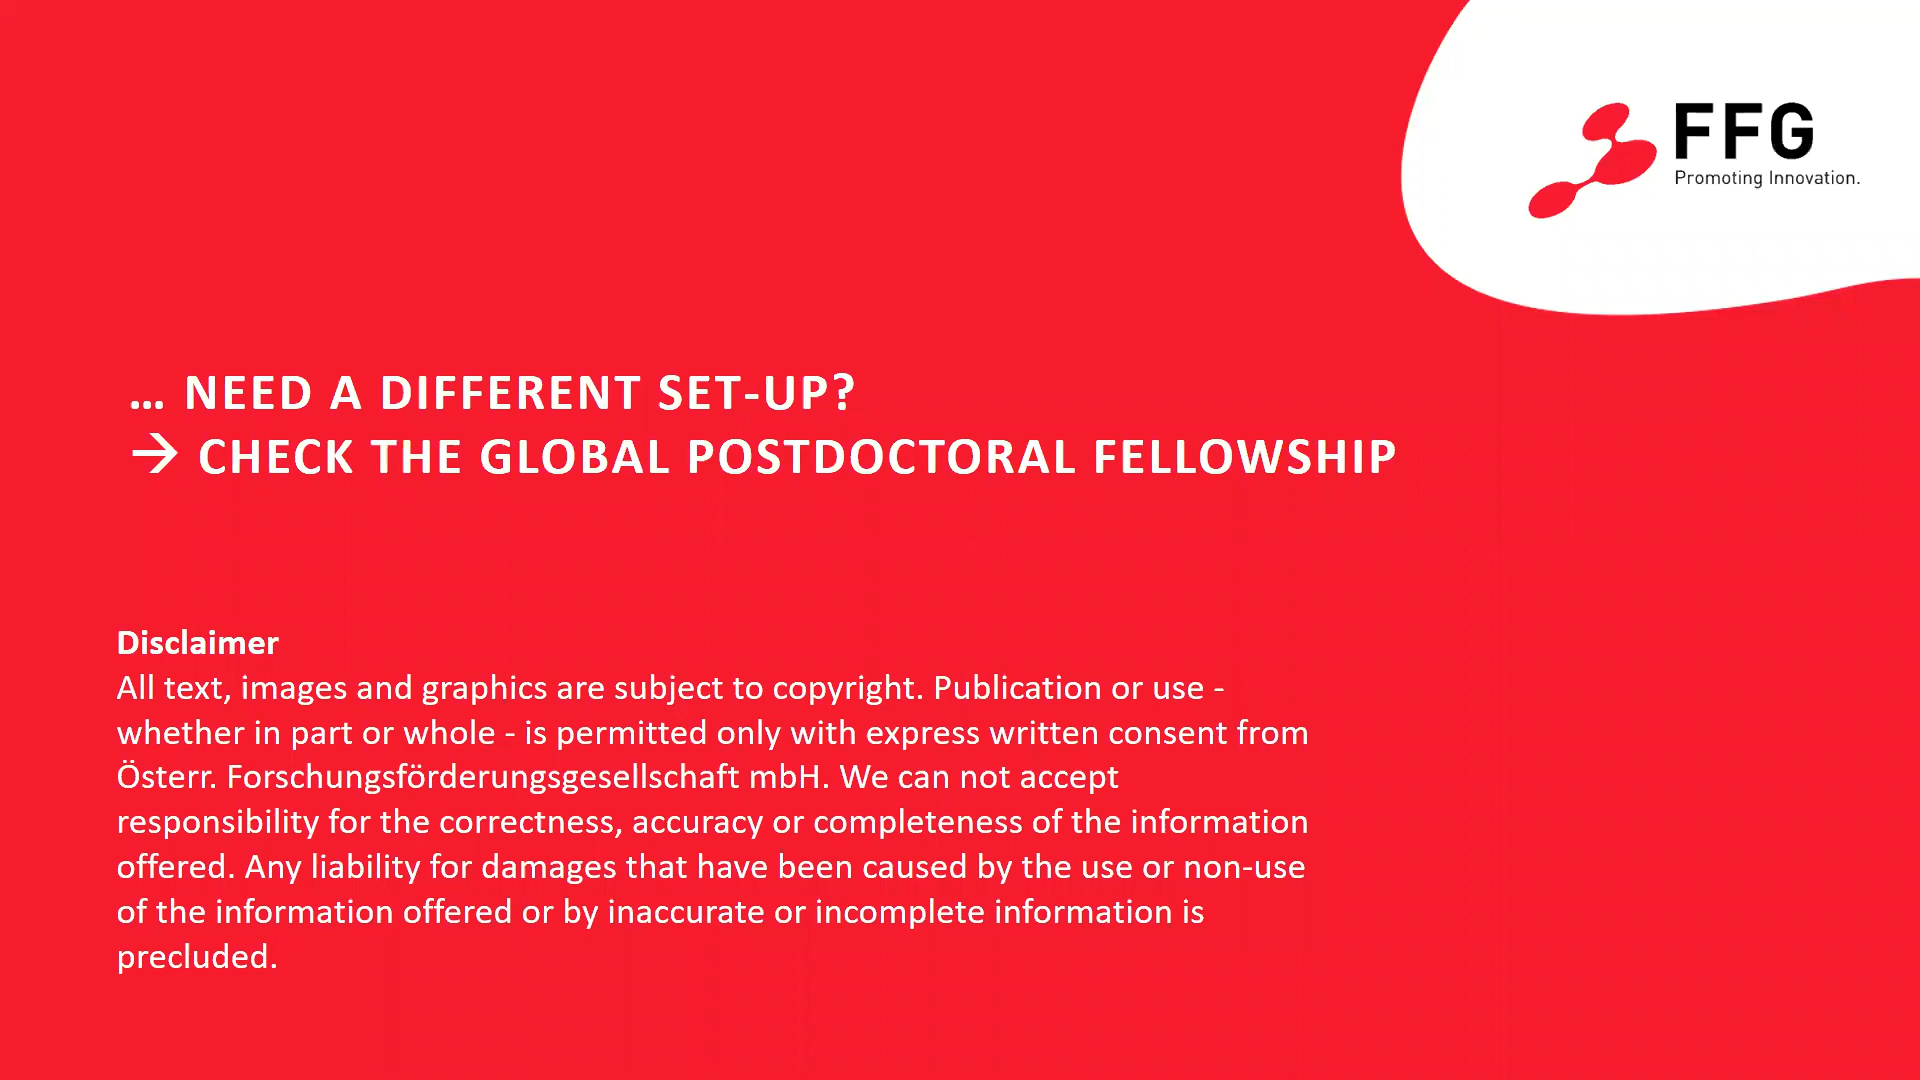 FFG
Promoting Innovation.
… NEED A DIFFERENT SET-UP?
→ CHECK THE GLOBAL POSTDOCTORAL FELLOWSHIP
Disclaimer
All text, images and graphics are subject to copyright. Publication or use -
whether in part or whole - is permitted only with express written consent from
Österr. Forschungsförderungsgesellschaft mbH. We can not accept
responsibility for the correctness, accuracy or completeness of the information
offered. Any liability for damages that have been caused by the use or non-use
of the information offered or by inaccurate or incomplete information is
precluded.